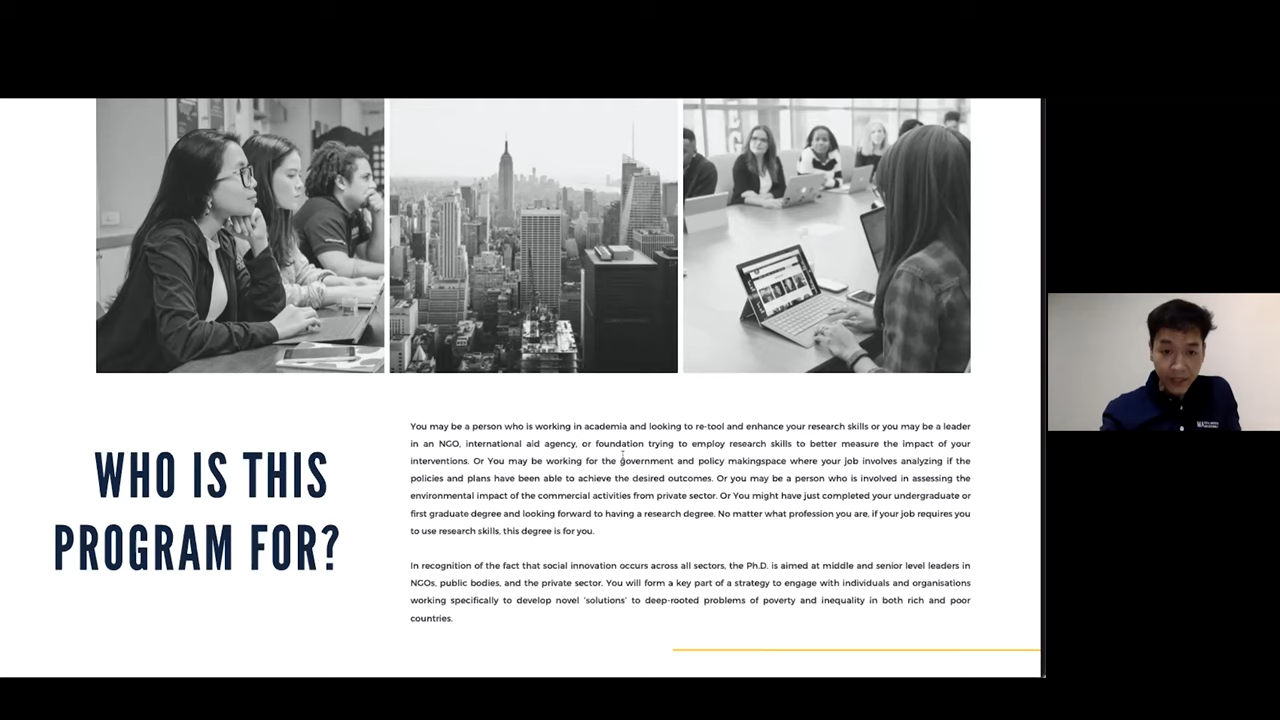 WHO IS THIS
PROGRAM FOR?
You may be a person who is working in academia and looking to re-tool and enhance your research skills or you may be a leader
in an NGO, international aid agency, or foundation trying to employ research skills to better measure the impact of your
interventions. Or You may be working for the government and policy makingspace where your job involves analyzing if the
policies and plans have been able to achieve the desired outcomes. Or you may be a person who is involved in assessing the
environmental impact of the commercial activities from private sector. Or You might have just completed your undergraduate or
first graduate degree and looking forward to having a research degree. No matter what profession you are, if your job requires you
to use research skills, this degree is for you.
In recognition of the fact that social innovation occurs across all sectors, the Ph.D. is aimed at middle and senior level leaders in
NGOs, public bodies, and the private sector. You will form a key part of a strategy to engage with individuals and organisations
working specifically to develop novel 'solutions' to deep-rooted problems of poverty and inequality in both rich and poor
countries.